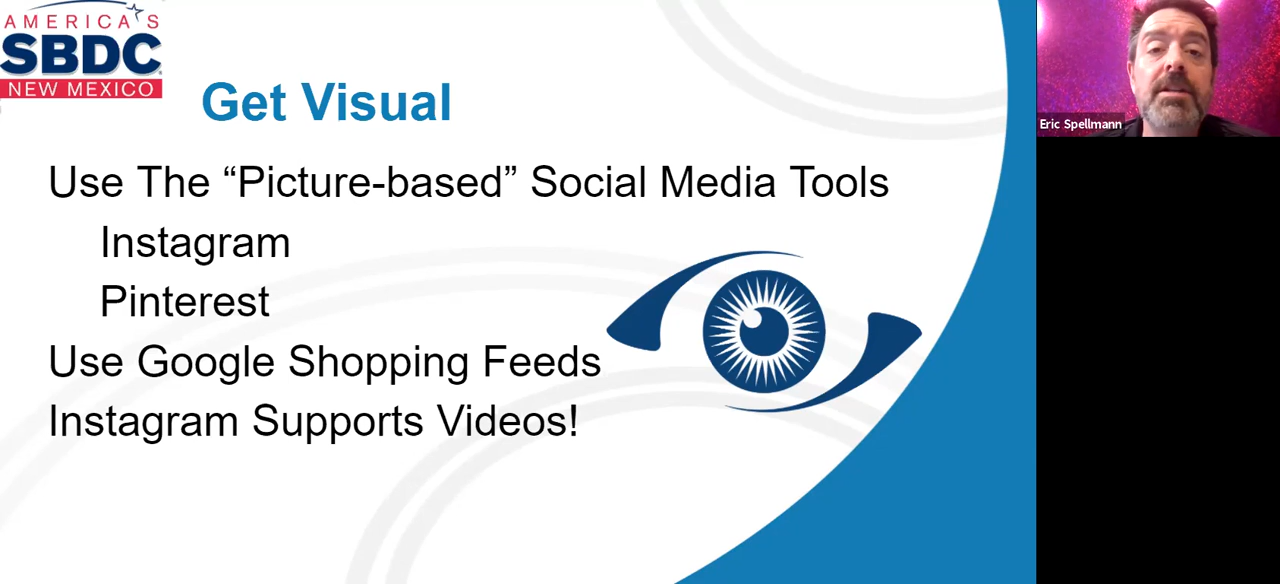 AMERICA'S
SBDC
NEW MEXICO
Get Visual
Use The “Picture-based” Social Media Tools
Instagram
Pinterest
Use Google Shopping Feeds
Instagram Supports Videos!
Eric Spellmann